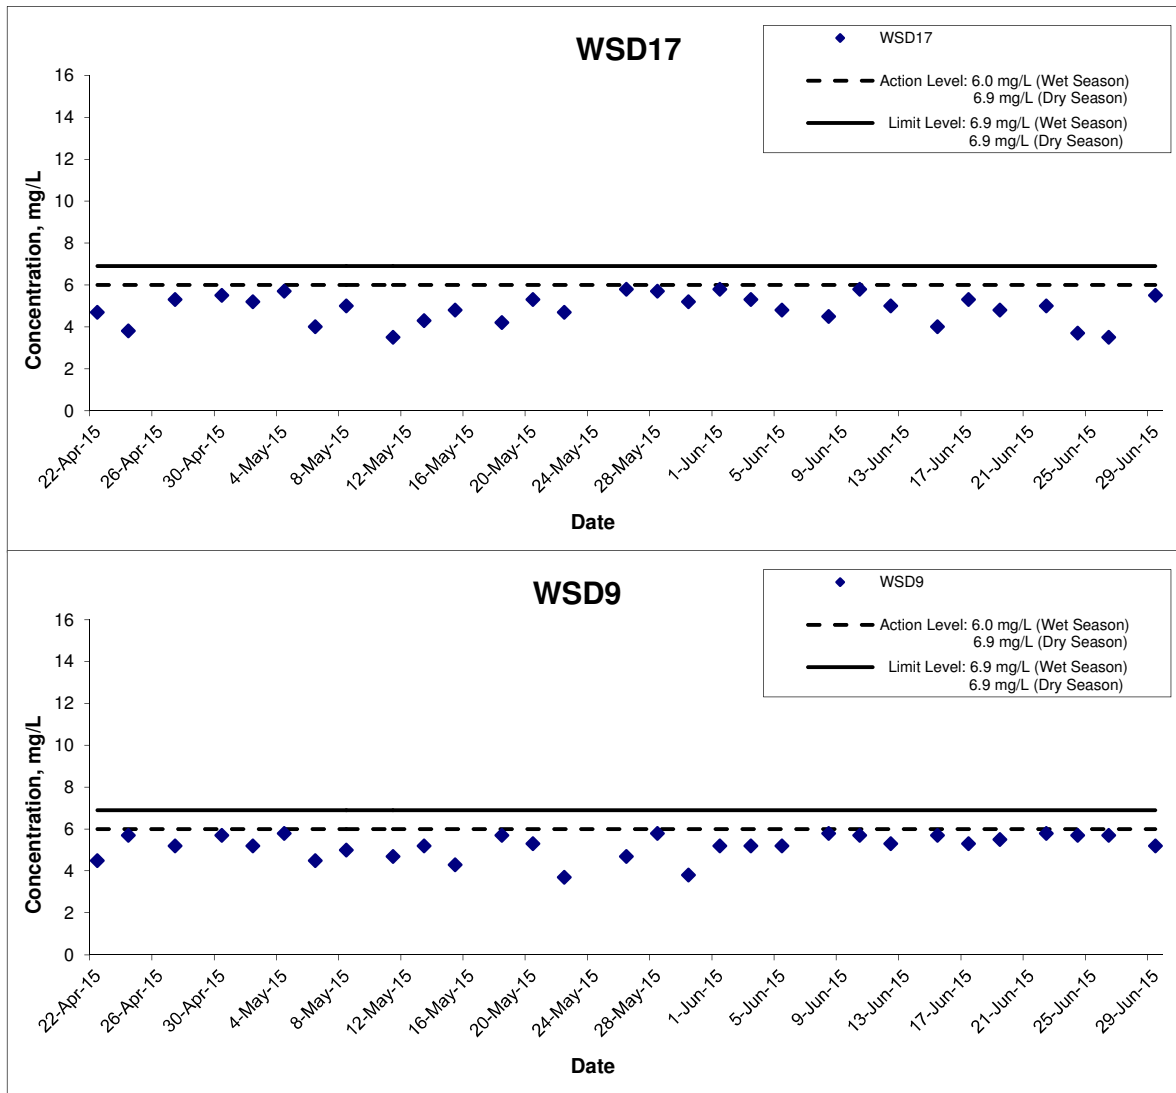 WSD17
WSD17
Action Level: 6.0 mg/L (Wet Season)
6.9 mg/L (Dry Season)
Limit Level: 6.9 mg/L (Wet Season)
6.9 mg/L (Dry Season)
Concentration, mg/L
16
14
12
10
8
6
4
2
0
22-Apr-15
26-Apr-15
30-Apr-15
4-May-15
8-May-15
12-May-15
16-May-15
20-May-15
24-May-15
28-May-15
1-Jun-15
5-Jun-15
9-Jun-15
13-Jun-15
17-Jun-15
21-Jun-15
25-Jun-15
29-Jun-15
Date
WSD9
WSD9
Action Level: 6.0 mg/L (Wet Season)
6.9 mg/L (Dry Season)
Limit Level: 6.9 mg/L (Wet Season)
6.9 mg/L (Dry Season)
Concentration, mg/L
16
14
12
10
8
6
4
2
0
22-Apr-15
26-Apr-15
30-Apr-15
4-May-15
8-May-15
12-May-15
16-May-15
20-May-15
24-May-15
28-May-15
1-Jun-15
5-Jun-15
9-Jun-15
13-Jun-15
17-Jun-15
21-Jun-15
25-Jun-15
29-Jun-15
Date